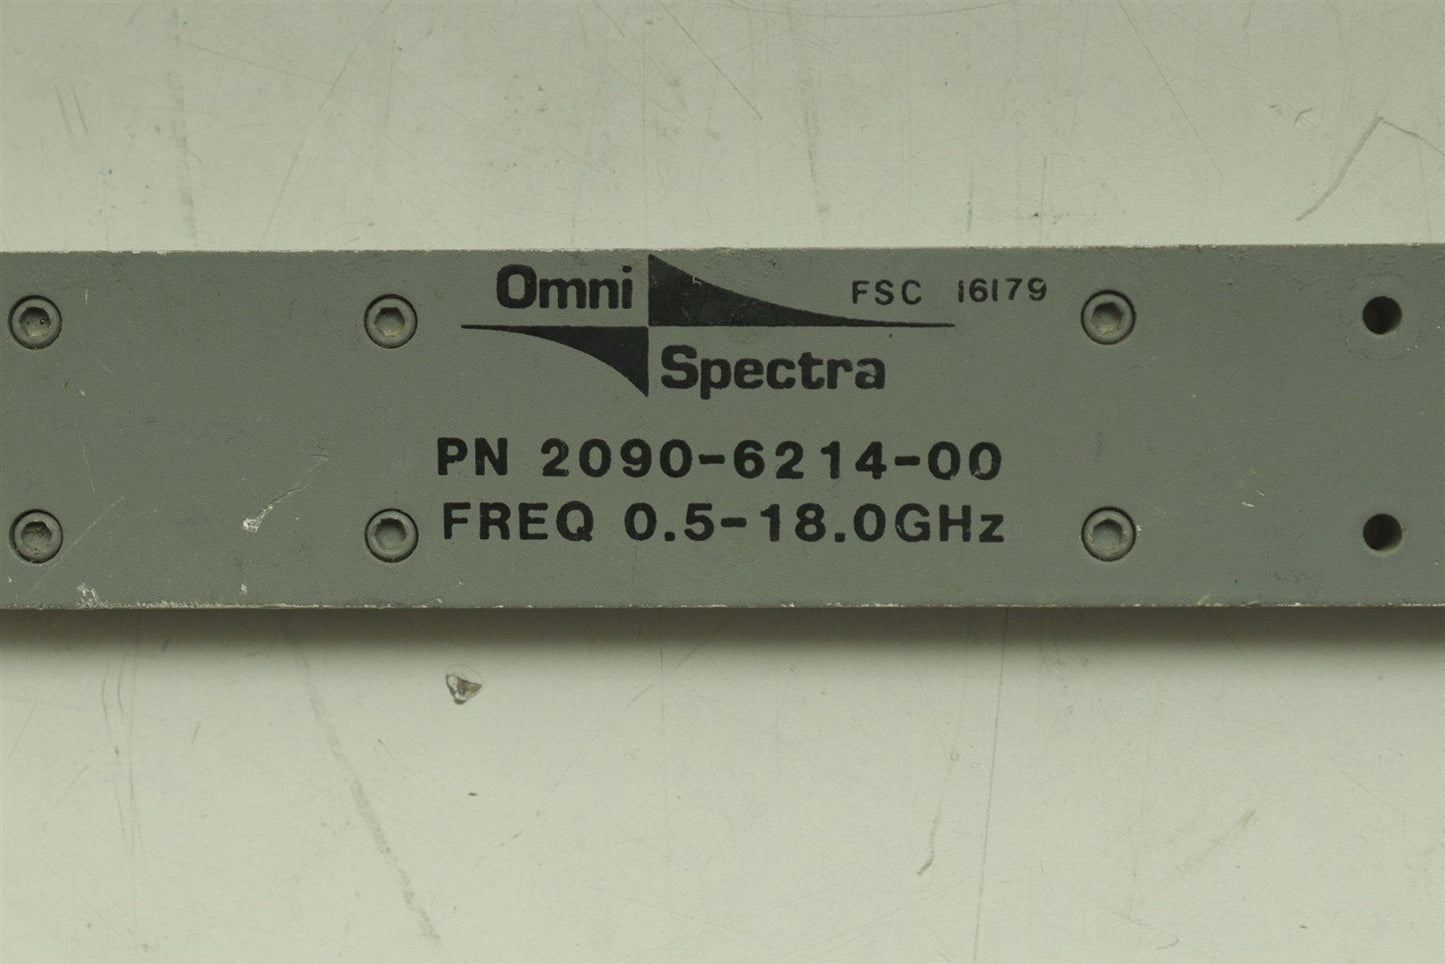 Omni
FSC 16179
Spectra
PN 2090-6214-00
FREQ 0.5-18.0GHz